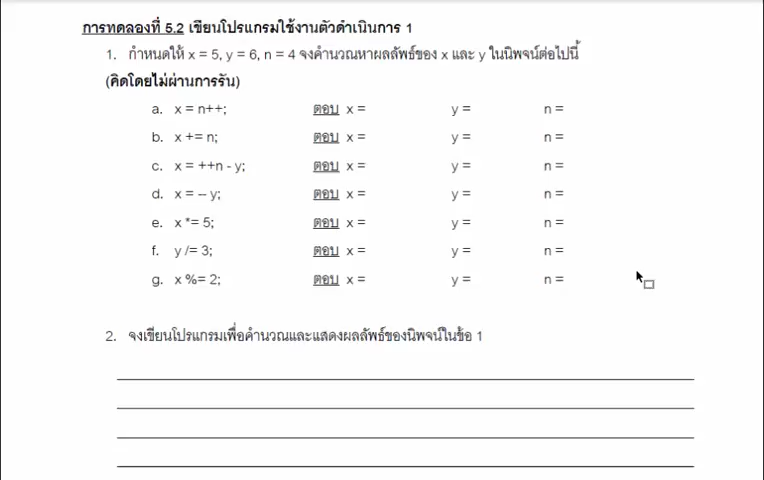 การทดลองที่ 5.2 เขียนโปรแกรมใช้งานตัวดำเนินการ 1
1. กำหนดให้ x = 5, y = 6, n = 4 จงคำนวณหาผลลัพธ์ของ x และ y ในนิพจน์ต่อไปนี้
(คิดโดยไม่ผ่านการรัน)
a. x = n++; ตอบ x = y = n =
b. x += n; ตอบ x = y = n =
c. x = ++n - y; ตอบ x = y = n =
d. x = -- y; ตอบ x = y = n =
e. x *= 5; ตอบ x = y = n =
f. y /= 3; ตอบ x = y = n =
g. x %= 2; ตอบ x = y = n =
2. จงเขียนโปรแกรมเพื่อคำนวณและแสดงผลลัพธ์ของนิพจน์ในข้อ 1